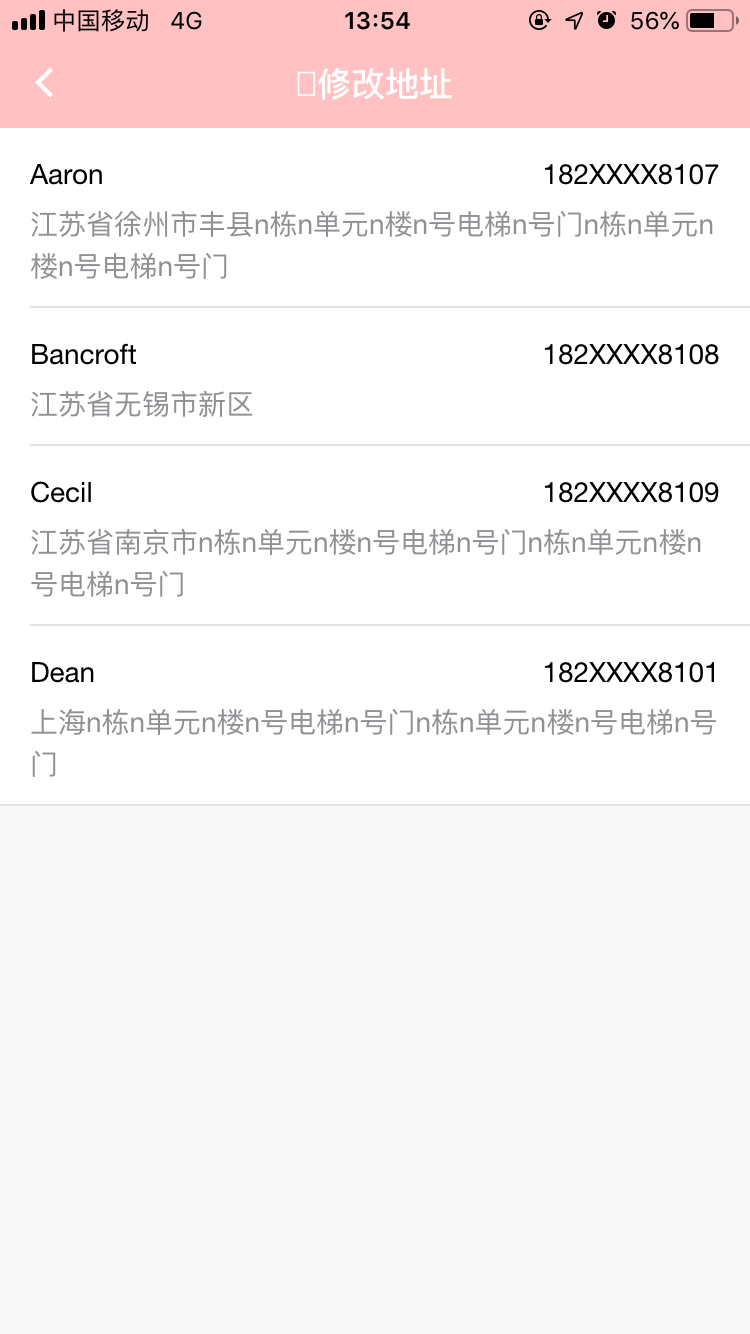 中国移动 4G 13:54 56%
修改地址
Aaron 182XXXX8107
江苏省徐州市丰县n栋n单元n楼n号电梯n号门n栋n单元n
楼n号电梯n号门
Bancroft 182XXXX8108
江苏省无锡市新区
Cecil 182XXXX8109
江苏省南京市n栋n单元n楼n号电梯n号门n栋n单元n楼n
号电梯n号门
Dean 182XXXX8101
上海n栋n单元n楼n号电梯n号门n栋n单元n楼n号电梯n号
门